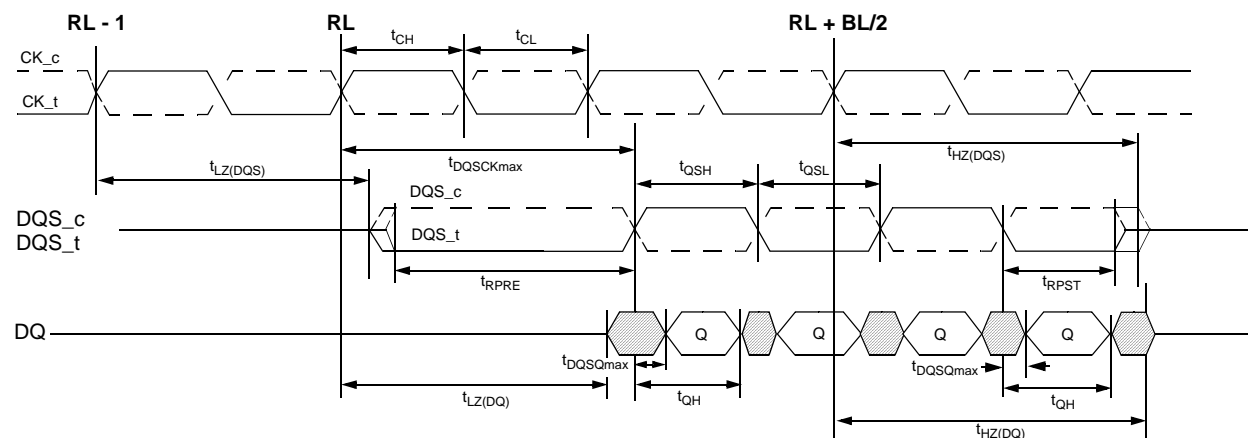 RL - 1 RL RL + BL/2
tCH tCL
CK_c
CK_t
tLZ(DQS) tDQSCKmax tHZ(DQS)
tQSH tQSL
DQS_c
DQS_c
DQS_t DQS_t
tRPRE tRPST
DQ Q Q Q Q
tDQSQmax tDQSQmax
tLZ(DQ) tQH tQH
tHZ(DQ)